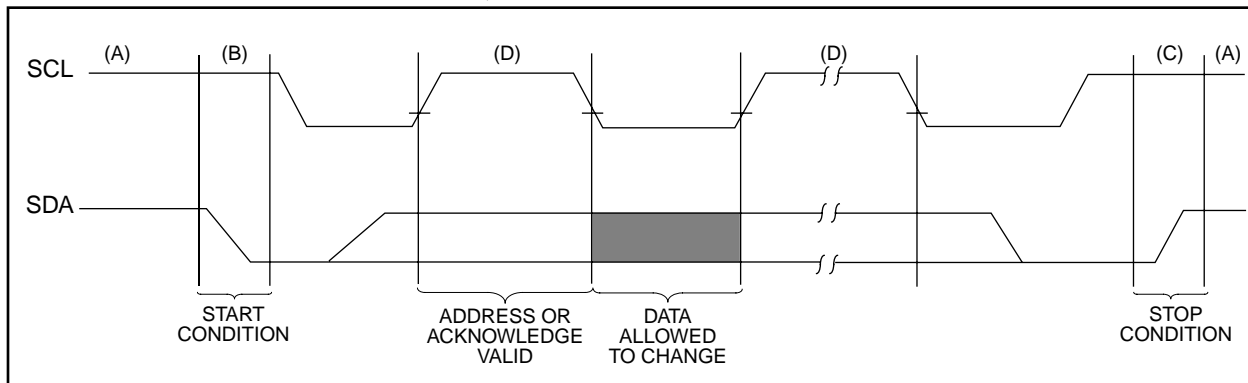 (A) (B) (D) (D) (C) (A)
SCL
SDA
START
CONDITION
ADDRESS OR
ACKNOWLEDGE
VALID
DATA
ALLOWED
TO CHANGE
STOP
CONDITION